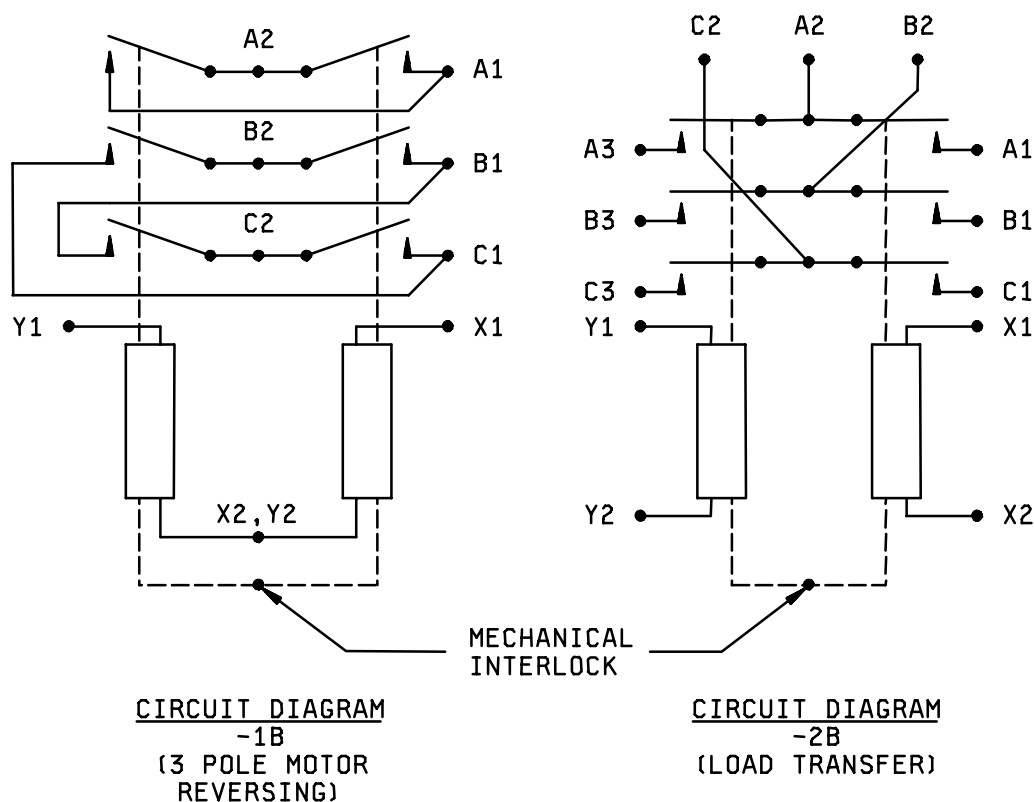 A2
A1
B2
B1
C2
C1
Y1
X1
X2,Y2
C2
A2
B2
A3
A1
B3
B1
C3
C1
Y1
X1
Y2
X2
MECHANICAL
INTERLOCK
CIRCUIT DIAGRAM
-1B
(3 POLE MOTOR
REVERSING)
CIRCUIT DIAGRAM
-2B
(LOAD TRANSFER)